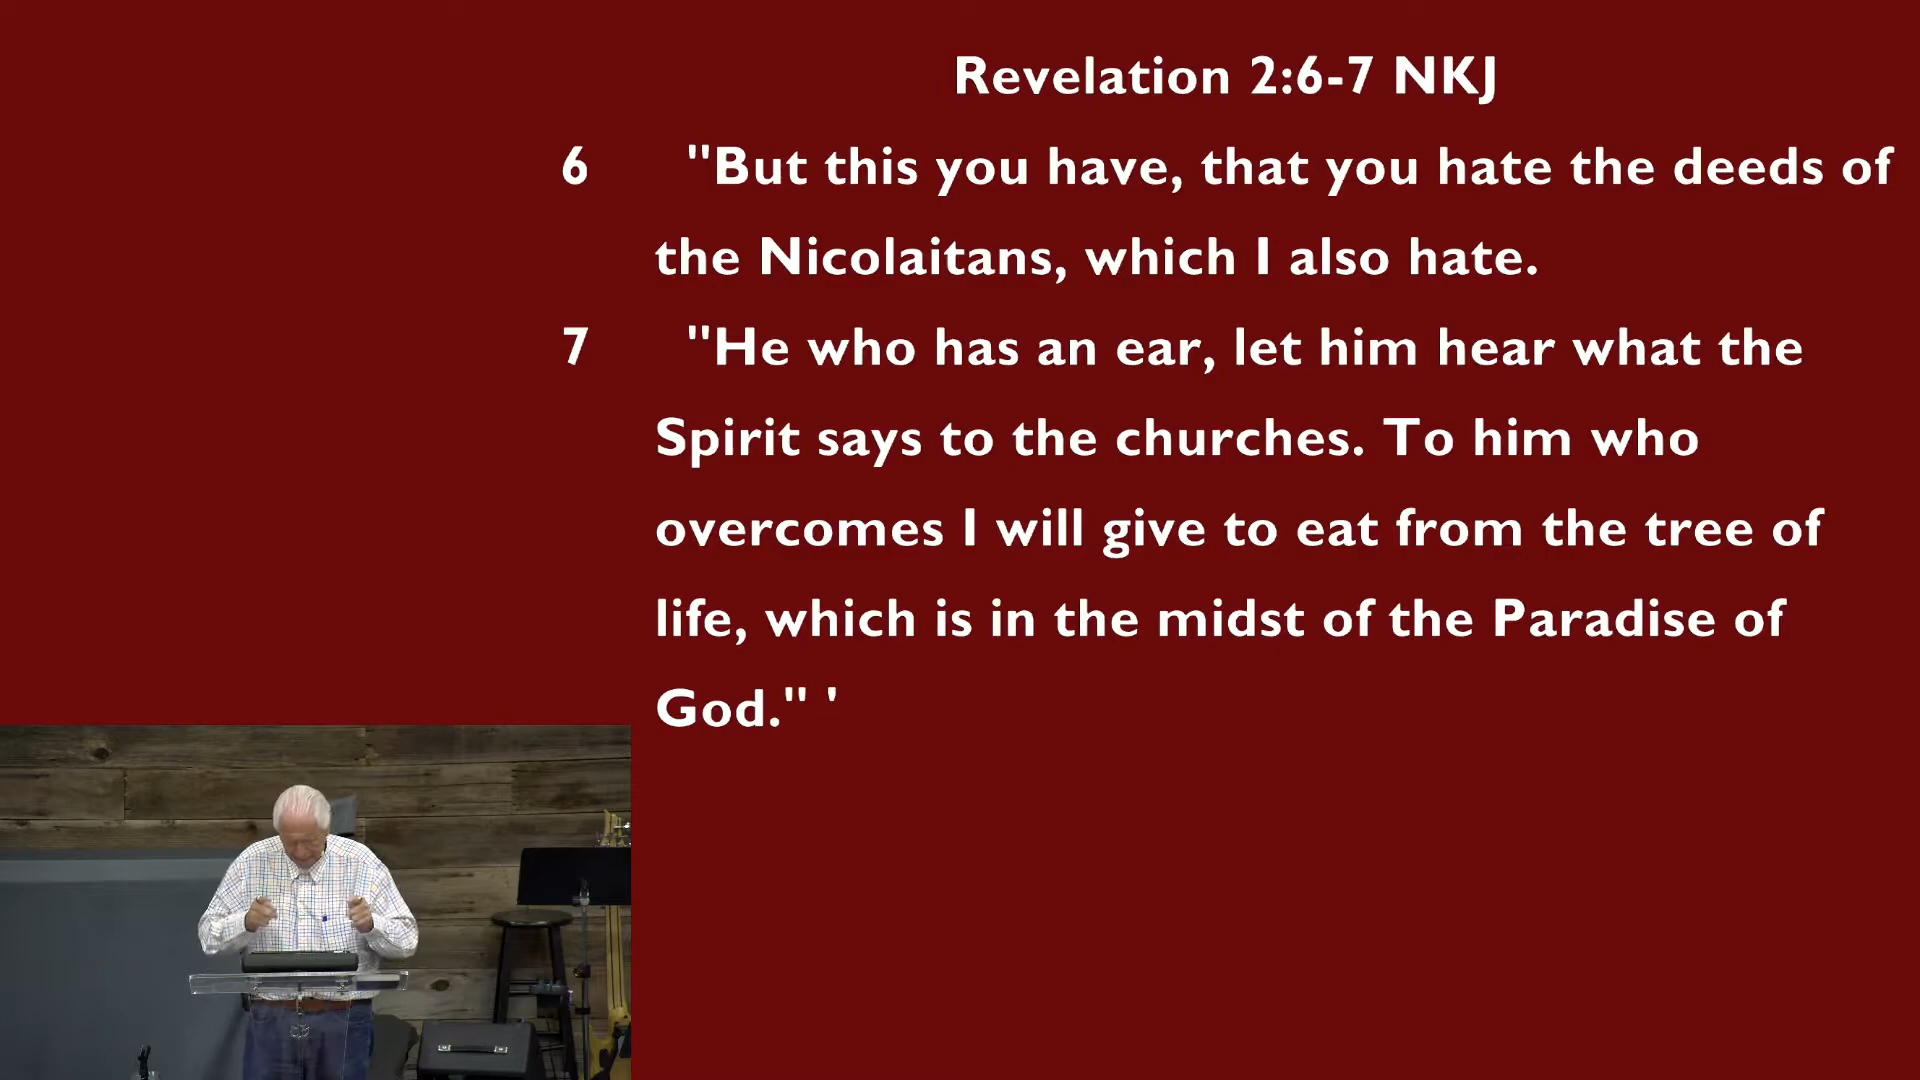 Revelation 2:6-7 NKJ
6 "But this you have, that you hate the deeds of
the Nicolaitans, which I also hate.
7 "He who has an ear, let him hear what the
Spirit says to the churches. To him who
overcomes I will give to eat from the tree of
life, which is in the midst of the Paradise of
God." '